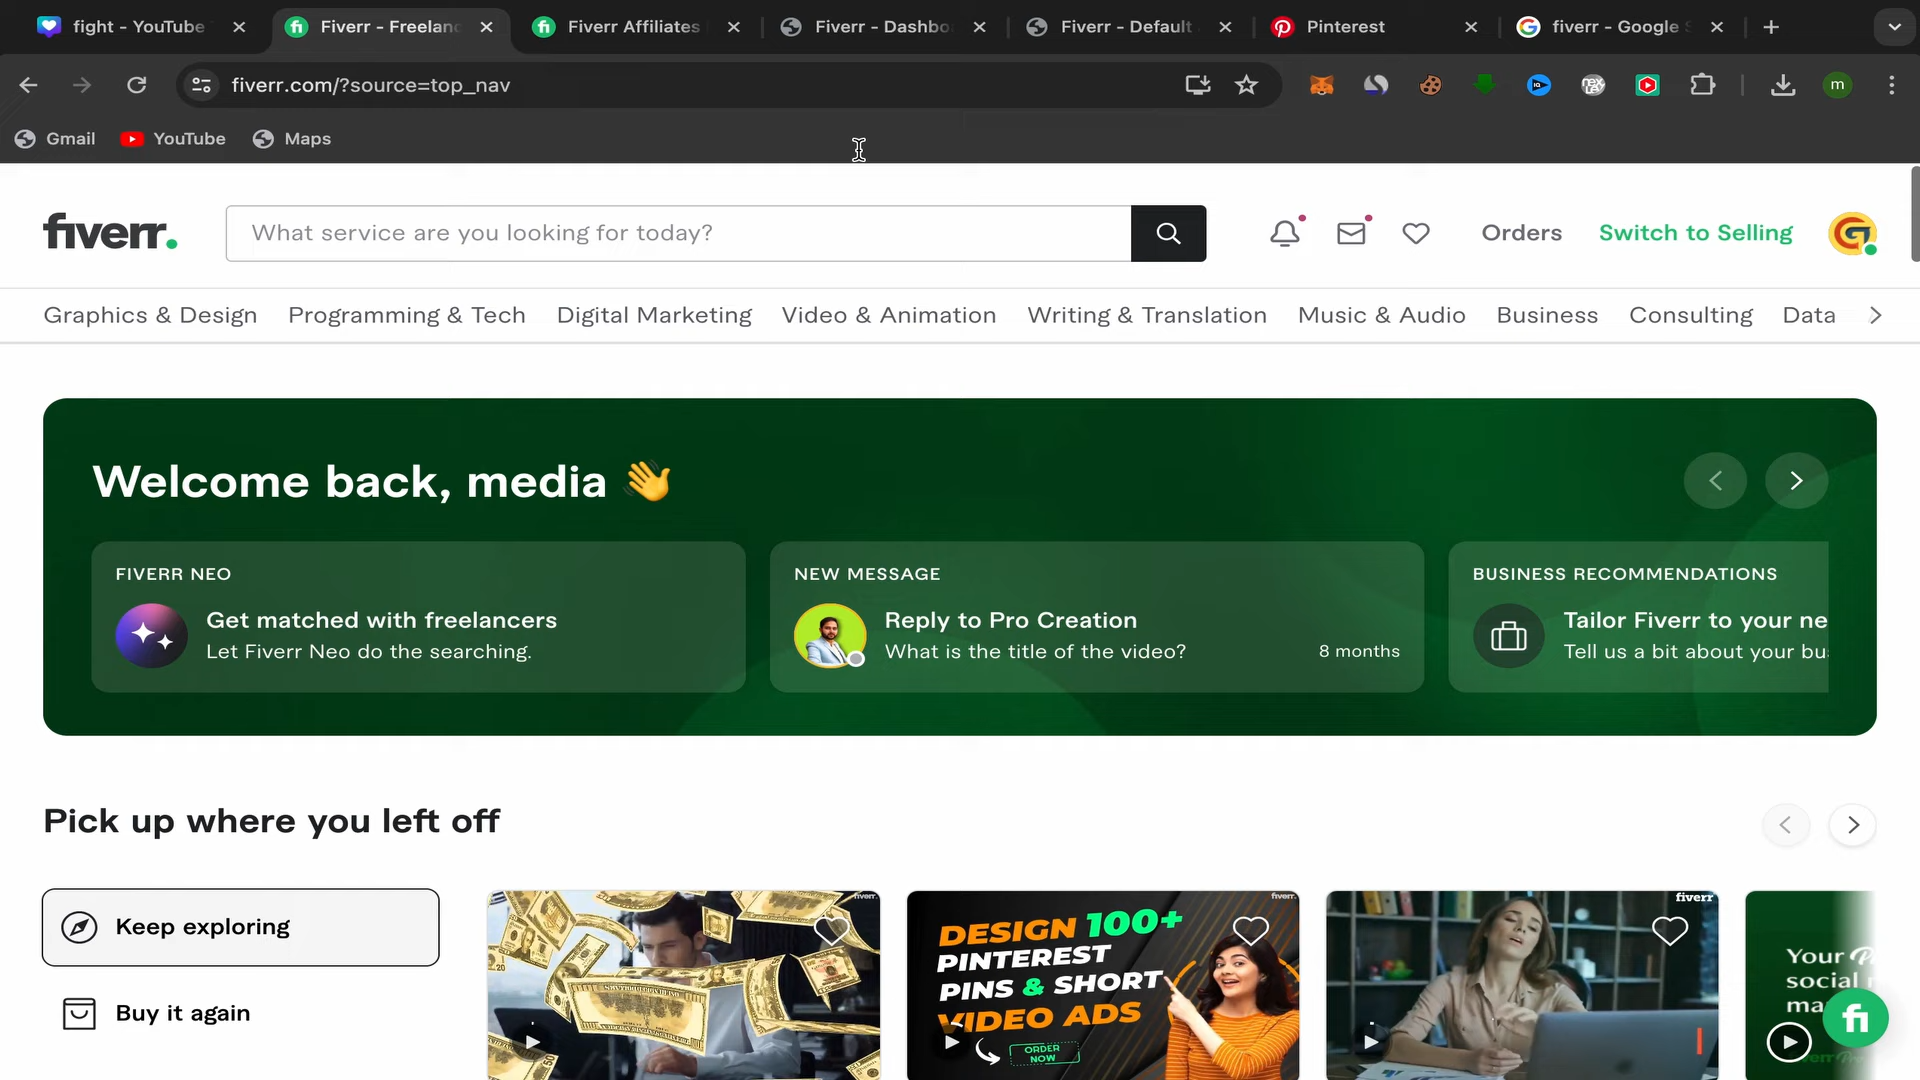 fight - YouTube
Fiverr - Freelanc
Fiverr Affiliates
Fiverr - Dashbo
Fiverr - Default
Pinterest
fiverr - Google S
fiverr.com/?source=top_nav
m
Gmail
YouTube
Maps
fiverr.
What service are you looking for today?
Orders
Switch to Selling
Graphics & Design
Programming & Tech
Digital Marketing
Video & Animation
Writing & Translation
Music & Audio
Business
Consulting
Data
Welcome back, media 👋
FIVERR NEO
Get matched with freelancers
Let Fiverr Neo do the searching.
NEW MESSAGE
Reply to Pro Creation
What is the title of the video?
8 months
BUSINESS RECOMMENDATIONS
Tailor Fiverr to your ne
Tell us a bit about your bu
Pick up where you left off
Keep exploring
Buy it again
fiverr.
fiverr.
DESIGN 100+
PINTEREST
PINS & SHORT
VIDEO ADS
ORDER
NOW
fiverr
Your
social
ma
fi